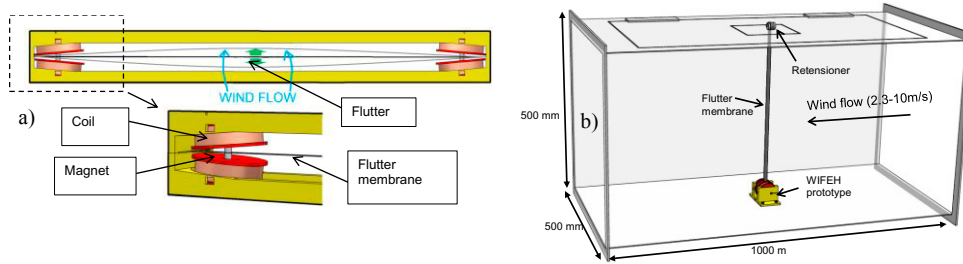 WIND FLOW
Flutter
a)
Coil
Magnet
Flutter
membrane
500 mm
b)
Retensioner
Flutter
membrane
Wind flow (2.3-10m/s)
WIFEH
prototype
500 mm
1000 m